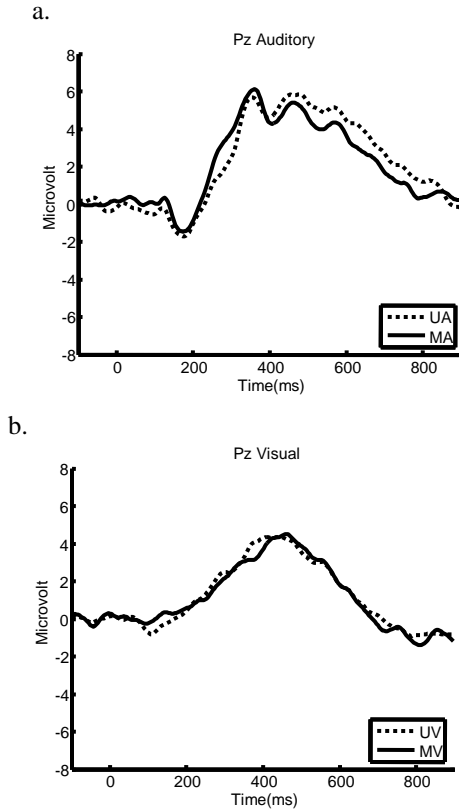 a.
Pz Auditory
8
6
4
2
0
-2
-4
-6
-8
Microvolt
0 200 400 600 800
Time(ms)
UA
MA
b.
Pz Visual
8
6
4
2
0
-2
-4
-6
-8
Microvolt
0 200 400 600 800
Time(ms)
UV
MV